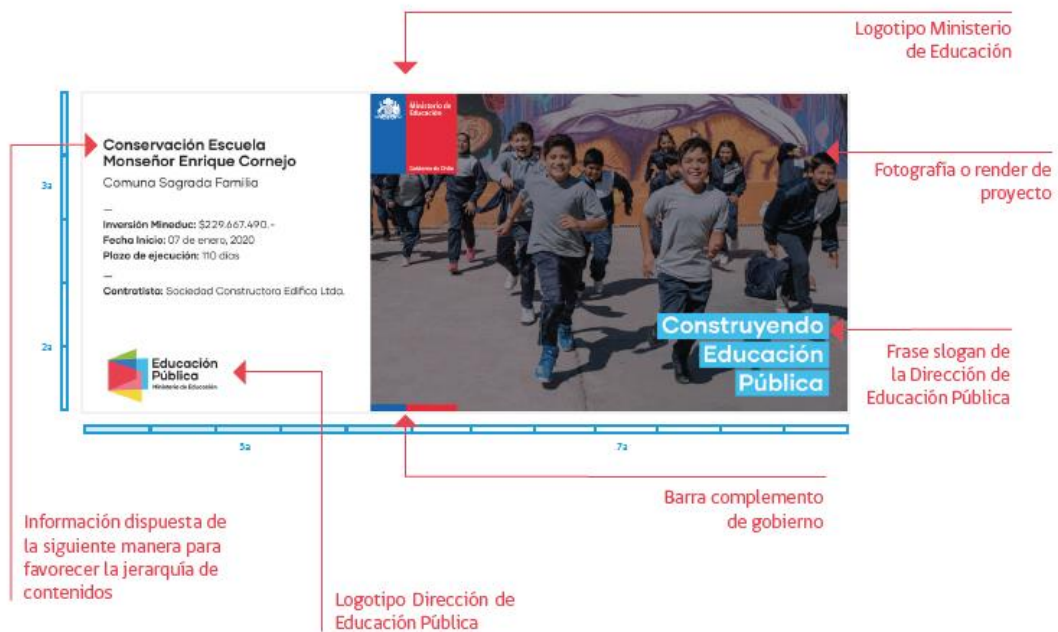 Logotipo Ministerio
de Educación
Ministerio de
Educación
Gobierno de Chile
Conservación Escuela
Monseñor Enrique Cornejo
Comuna Sagrada Familia
—
Inversión Mineduc: $229.667.490.-
Fecha Inicio: 07 de enero, 2020
Plazo de ejecución: 110 días
—
Contratista: Sociedad Constructora Edifica Ltda.
3a
2a
Fotografía o render de
proyecto
Construyendo
Educación
Pública
Frase slogan de
la Dirección de
Educación Pública
Educación
Pública
Ministerio de Educación
5a
7a
Barra complemento
de gobierno
Información dispuesta de
la siguiente manera para
favorecer la jerarquía de
contenidos
Logotipo Dirección de
Educación Pública